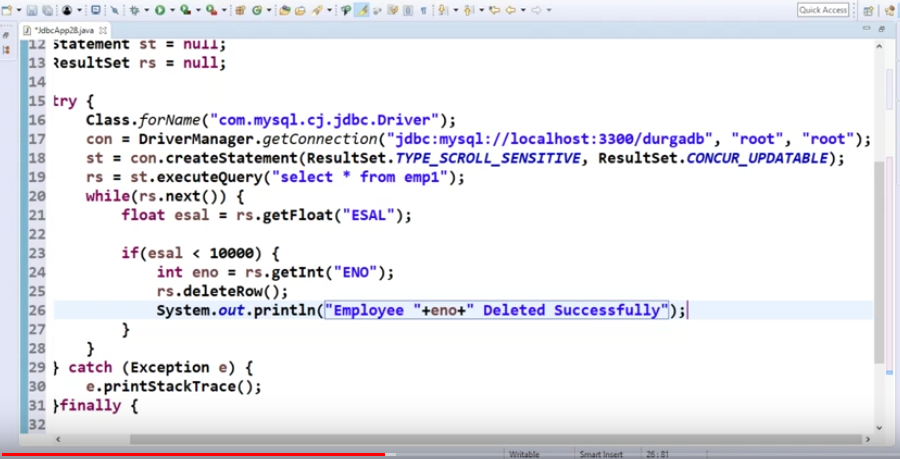 Quick Access
*JdbcApp28.java
12 Statement st = null;
13 ResultSet rs = null;
14
15 try {
16 Class.forName("com.mysql.cj.jdbc.Driver");
17 con = DriverManager.getConnection("jdbc:mysql://localhost:3300/durgadb", "root", "root");
18 st = con.createStatement(ResultSet.TYPE_SCROLL_SENSITIVE, ResultSet.CONCUR_UPDATABLE);
19 rs = st.executeQuery("select * from emp1");
20 while(rs.next()) {
21 float esal = rs.getFloat("ESAL");
22
23 if(esal < 10000) {
24 int eno = rs.getInt("ENO");
25 rs.deleteRow();
26 System.out.println("Employee "+eno+" Deleted Successfully");
27 }
28 }
29 } catch (Exception e) {
30 e.printStackTrace();
31 }finally {
32
Writable Smart Insert 26 : 81